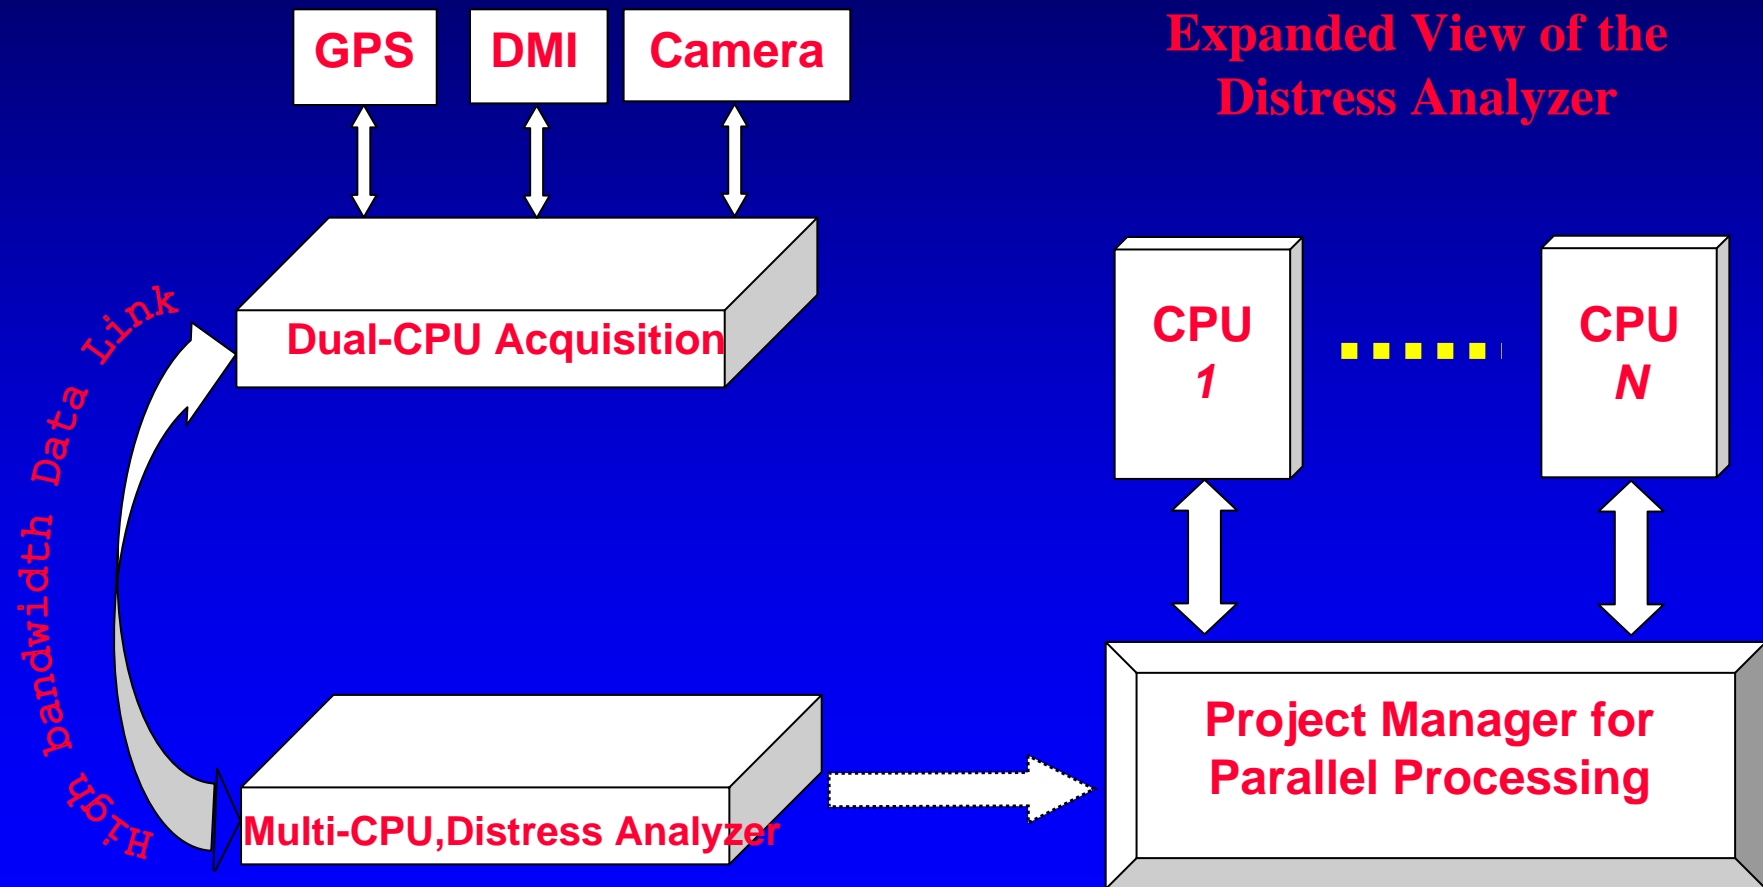 GPS
DMI
Camera
Expanded View of the
Distress Analyzer
Dual-CPU Acquisition
High bandwidth Data Link
Multi-CPU,Distress Analyzer
CPU
1
CPU
N
Project Manager for
Parallel Processing